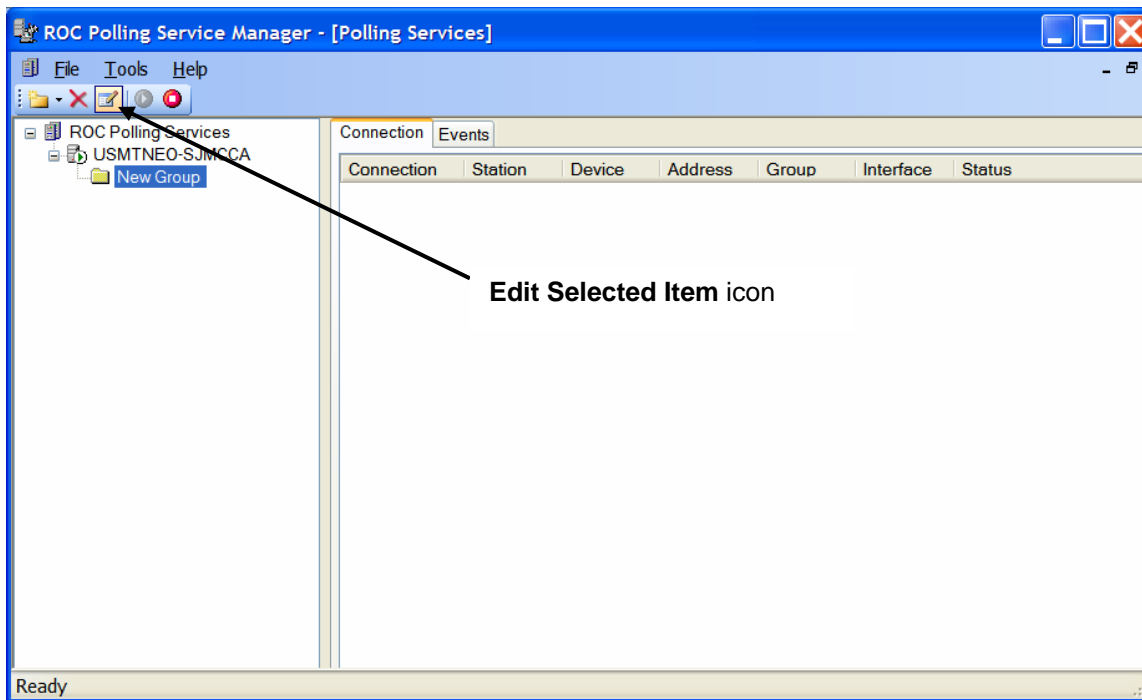 ROC Polling Service Manager - [Polling Services]
File Tools Help
ROC Polling Services
USMTNEO-SJMCCA
New Group
Connection Events
Connection Station Device Address Group Interface Status
Edit Selected Item icon
Ready